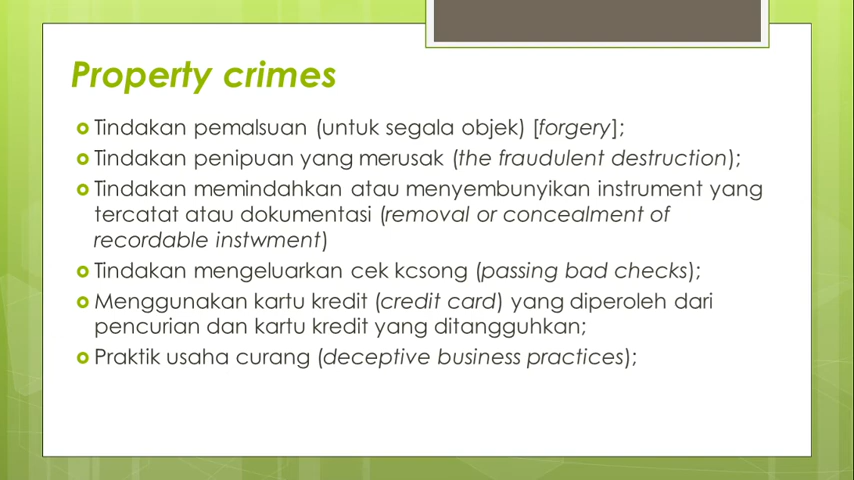 Property crimes
Tindakan pemalsuan (untuk segala objek) [forgery];
Tindakan penipuan yang merusak (the fraudulent destruction);
Tindakan memindahkan atau menyembunyikan instrument yang
tercatat atau dokumentasi (removal or concealment of
recordable instwment)
Tindakan mengeluarkan cek kcsong (passing bad checks);
Menggunakan kartu kredit (credit card) yang diperoleh dari
pencurian dan kartu kredit yang ditangguhkan;
Praktik usaha curang (deceptive business practices);